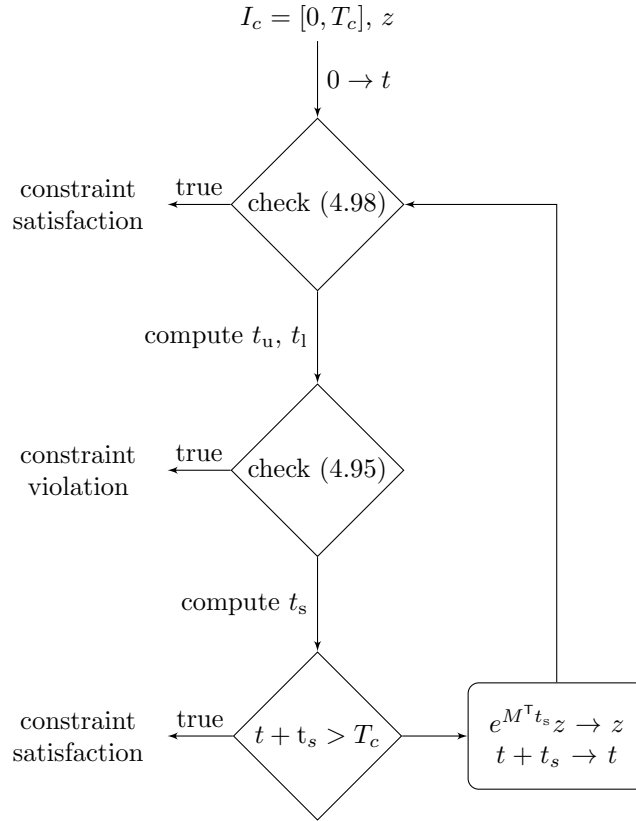 I_c = [0, T_c], z
0 → t
constraint
satisfaction
true
check (4.98)
compute t_u, t_l
constraint
violation
true
check (4.95)
compute t_s
constraint
satisfaction
true
t + t_s > T_c
e^{M^T t_s} z → z
t + t_s → t